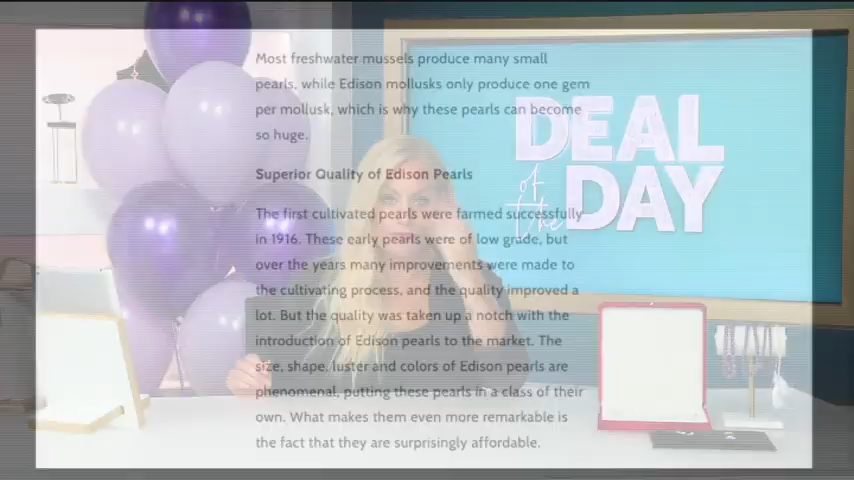 Most freshwater mussels produce many small
pearls, while Edison mollusks only produce one gem
per mollusk, which is why these pearls can become
so huge.
Superior Quality of Edison Pearls
The first cultivated pearls were farmed successfully
in 1916. These early pearls were of low grade, but
over the years many improvements were made to
the cultivating process, and the quality improved a
lot. But the quality was taken up a notch with the
introduction of Edison pearls to the market. The
size, shape, luster and colors of Edison pearls are
phenomenal, putting these pearls in a class of their
own. What makes them even more remarkable is
the fact that they are surprisingly affordable.
DEAL
of the
DAY